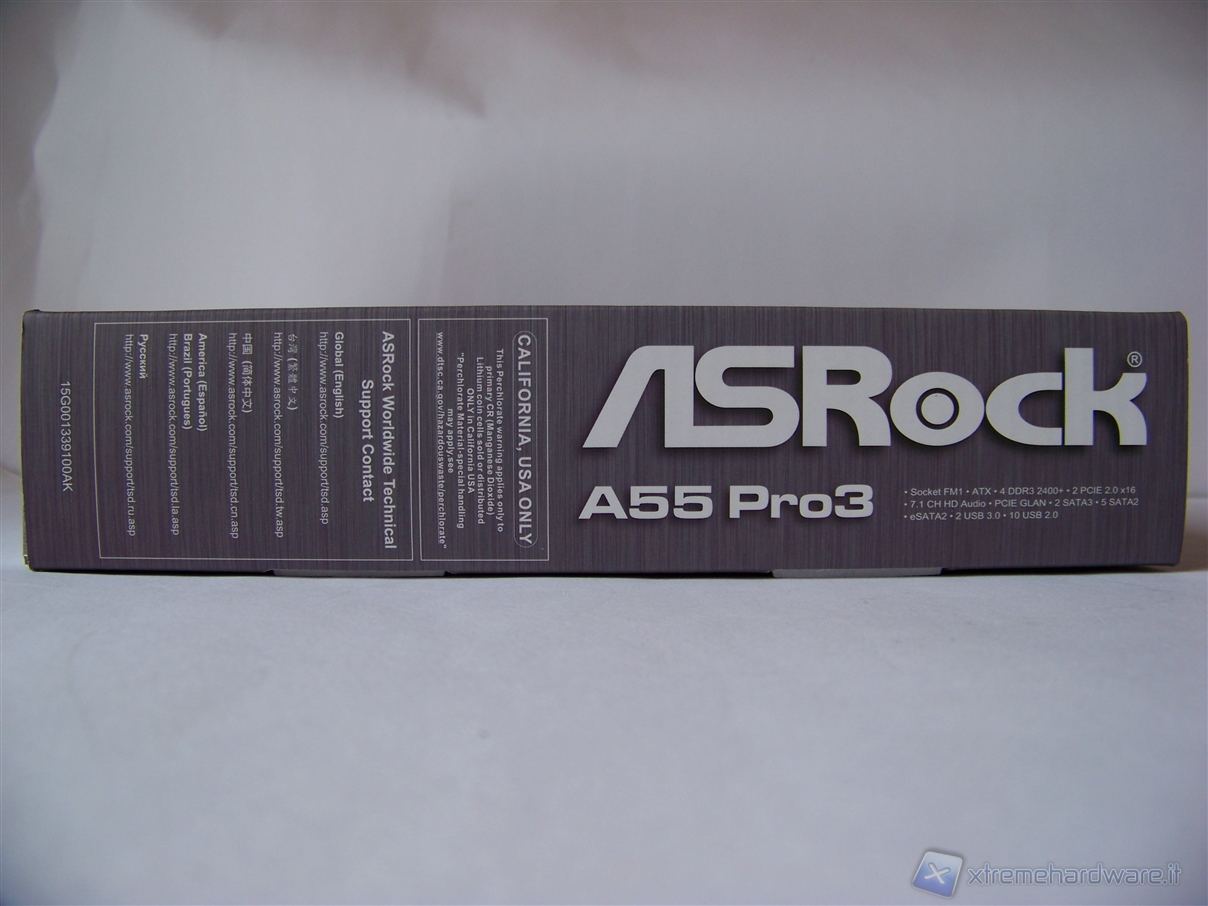 ASRock®
A55 Pro3
• Socket FM1 • ATX • 4 DDR3 2400+ • 2 PCIE 2.0 x16
• 7.1 CH HD Audio • PCIE GLAN • 2 SATA3 • 5 SATA2
• eSATA2 • 2 USB 3.0 • 10 USB 2.0
CALIFORNIA, USA ONLY
This Perchlorate warning applies only to
primary CR (Manganese Dioxide)
Lithium coin cells sold or distributed
ONLY in California USA
"Perchlorate Material-special handling
may apply.see
www.dtsc.ca.gov/hazardouswaste/perchlorate"
ASRock Worldwide Technical
Support Contact
Global (English)
http://www.asrock.com/support/tsd.asp
台灣 (繁體中文)
http://www.asrock.com/support/tsd.tw.asp
中国 (简体中文)
http://www.asrock.com/support/tsd.cn.asp
America (Español)
Brazil (Portugues)
http://www.asrock.com/support/tsd.la.asp
Русский
http://www.asrock.com/support/tsd.ru.asp
15G001339100AK
xtremehardware.it